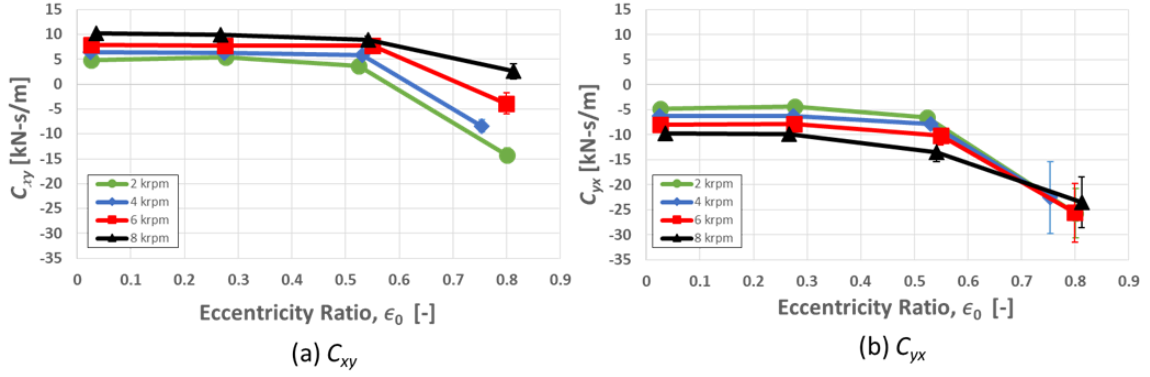 15
10
5
0
-5
-10
-15
-20
-25
-30
-35
C_xy [kN-s/m]
2 krpm
4 krpm
6 krpm
8 krpm
0 0.1 0.2 0.3 0.4 0.5 0.6 0.7 0.8 0.9
Eccentricity Ratio, ϵ₀ [-]
(a) C_xy
15
10
5
0
-5
-10
-15
-20
-25
-30
-35
C_yx [kN-s/m]
2 krpm
4 krpm
6 krpm
8 krpm
0 0.1 0.2 0.3 0.4 0.5 0.6 0.7 0.8 0.9
Eccentricity Ratio, ϵ₀ [-]
(b) C_yx